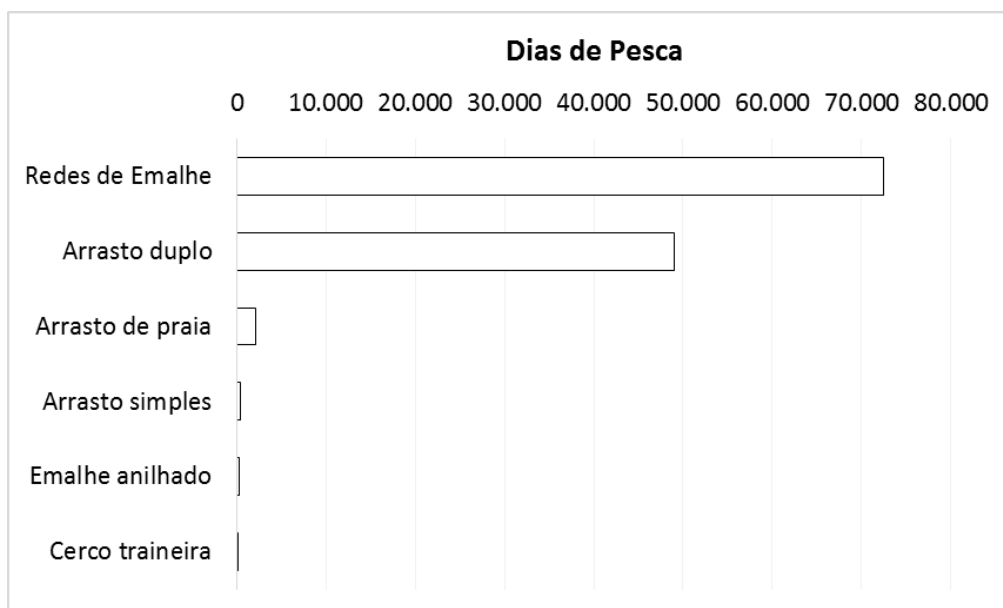 Dias de Pesca
0 10.000 20.000 30.000 40.000 50.000 60.000 70.000 80.000
Redes de Emalhe
Arrasto duplo
Arrasto de praia
Arrasto simples
Emalhe anilhado
Cerco traineira